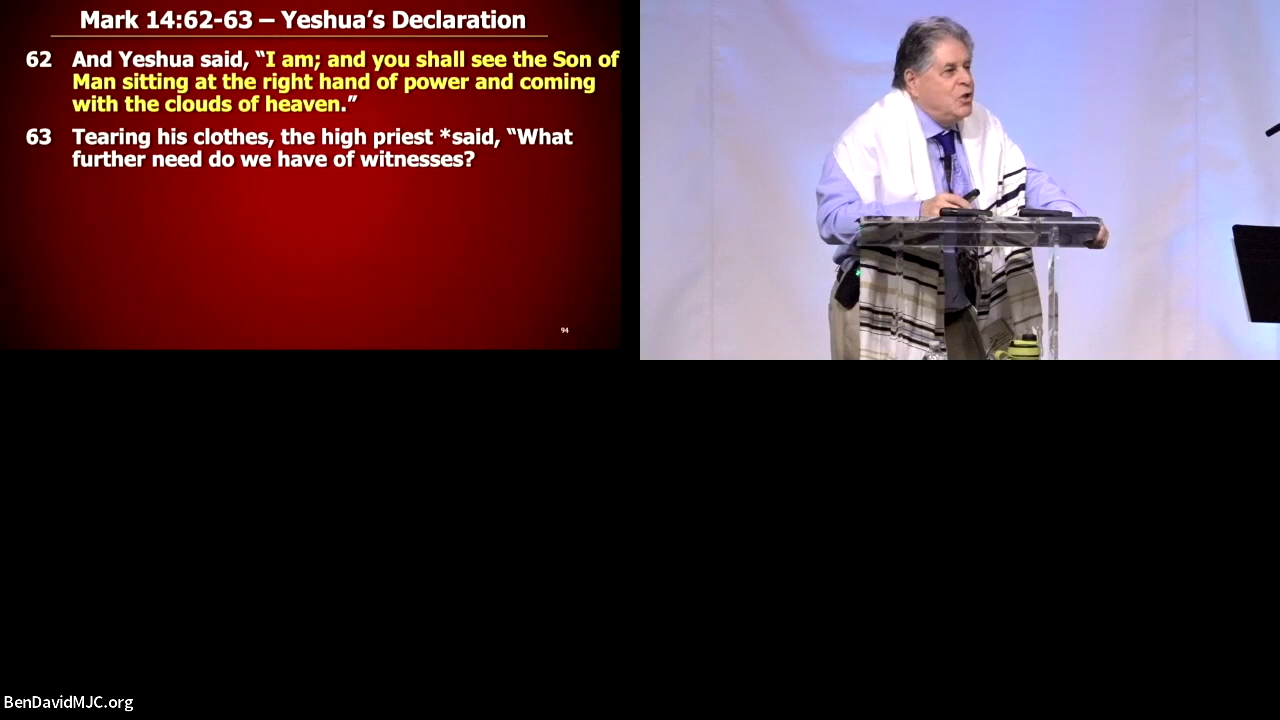 Mark 14:62-63 – Yeshua’s Declaration
62 And Yeshua said, “I am; and you shall see the Son of
Man sitting at the right hand of power and coming
with the clouds of heaven.”
63 Tearing his clothes, the high priest *said, “What
further need do we have of witnesses?
94
BenDavidMJC.org